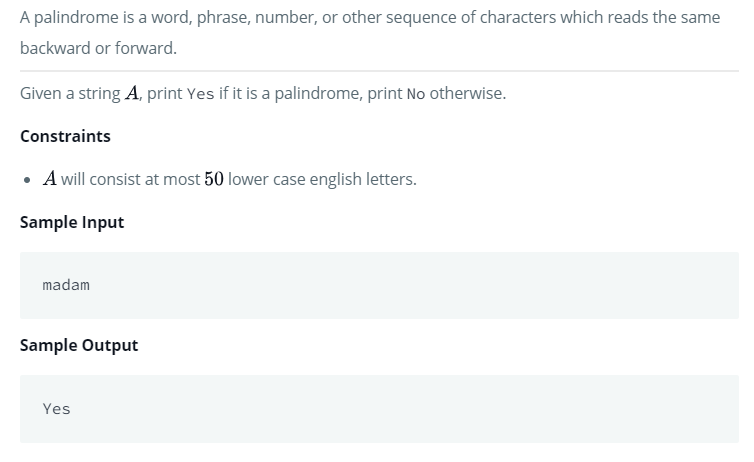 A palindrome is a word, phrase, number, or other sequence of characters which reads the same
backward or forward.
Given a string A, print Yes if it is a palindrome, print No otherwise.
Constraints
• A will consist at most 50 lower case english letters.
Sample Input
madam
Sample Output
Yes